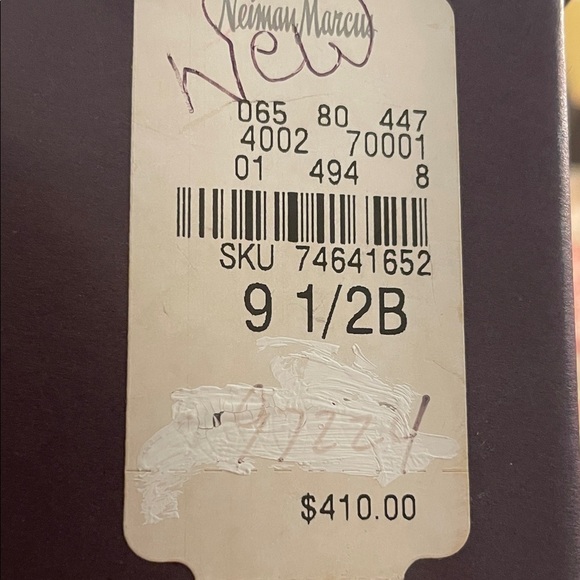 Neiman Marcus
New
065 80 447
4002 70001
01 494 8
SKU 74641652
9 1/2B
$410.00